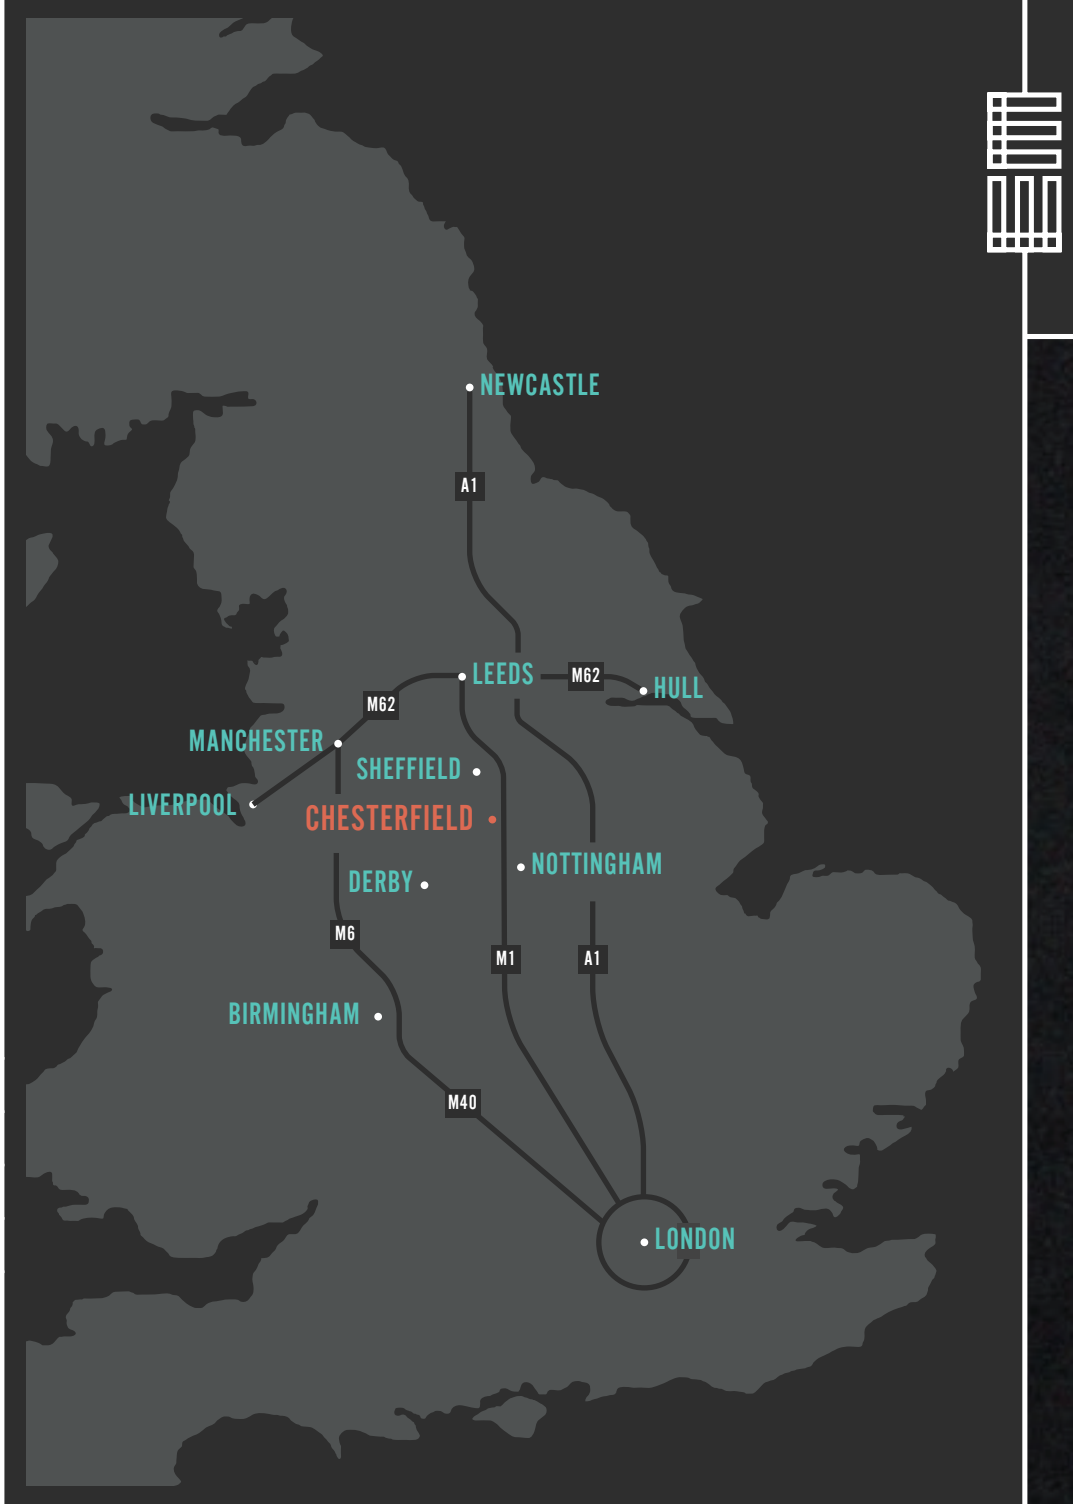 NEWCASTLE
A1
LEEDS
M62
HULL
M62
MANCHESTER
SHEFFIELD
LIVERPOOL
CHESTERFIELD
NOTTINGHAM
DERBY
M6
M1
A1
BIRMINGHAM
M40
LONDON